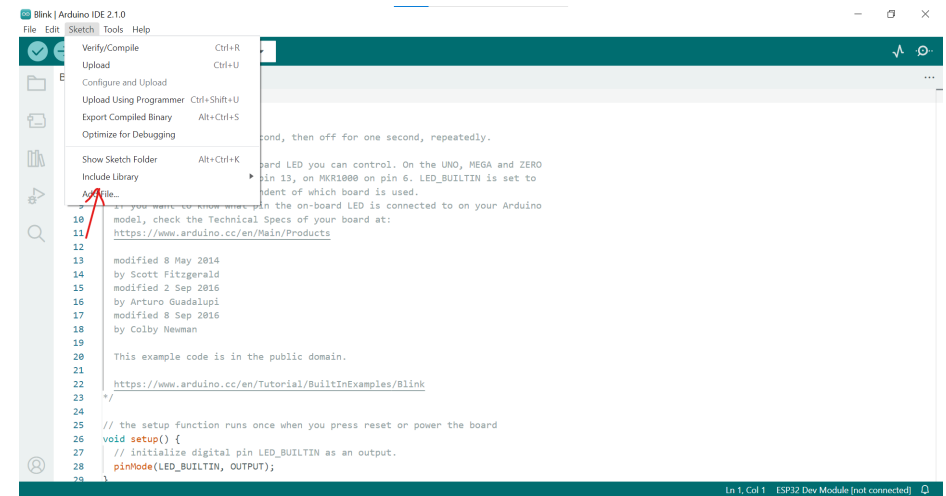 Blink | Arduino IDE 2.1.0
File Edit Sketch Tools Help
Verify/Compile Ctrl+R
Upload Ctrl+U
Configure and Upload
Upload Using Programmer Ctrl+Shift+U
Export Compiled Binary Alt+Ctrl+S
Optimize for Debugging
Show Sketch Folder Alt+Ctrl+K
Include Library
Add File...
second, then off for one second, repeatedly.
board LED you can control. On the UNO, MEGA and ZERO
pin 13, on MKR1000 on pin 6. LED_BUILTIN is set to
ndent of which board is used.
9 If you want to know what pin the on-board LED is connected to on your Arduino
10 model, check the Technical Specs of your board at:
11 https://www.arduino.cc/en/Main/Products
12
13 modified 8 May 2014
14 by Scott Fitzgerald
15 modified 2 Sep 2016
16 by Arturo Guadalupi
17 modified 8 Sep 2016
18 by Colby Newman
19
20 This example code is in the public domain.
21
22 https://www.arduino.cc/en/Tutorial/BuiltInExamples/Blink
23 */
24
25 // the setup function runs once when you press reset or power the board
26 void setup() {
27 // initialize digital pin LED_BUILTIN as an output.
28 pinMode(LED_BUILTIN, OUTPUT);
29 }
Ln 1, Col 1 ESP32 Dev Module [not connected]